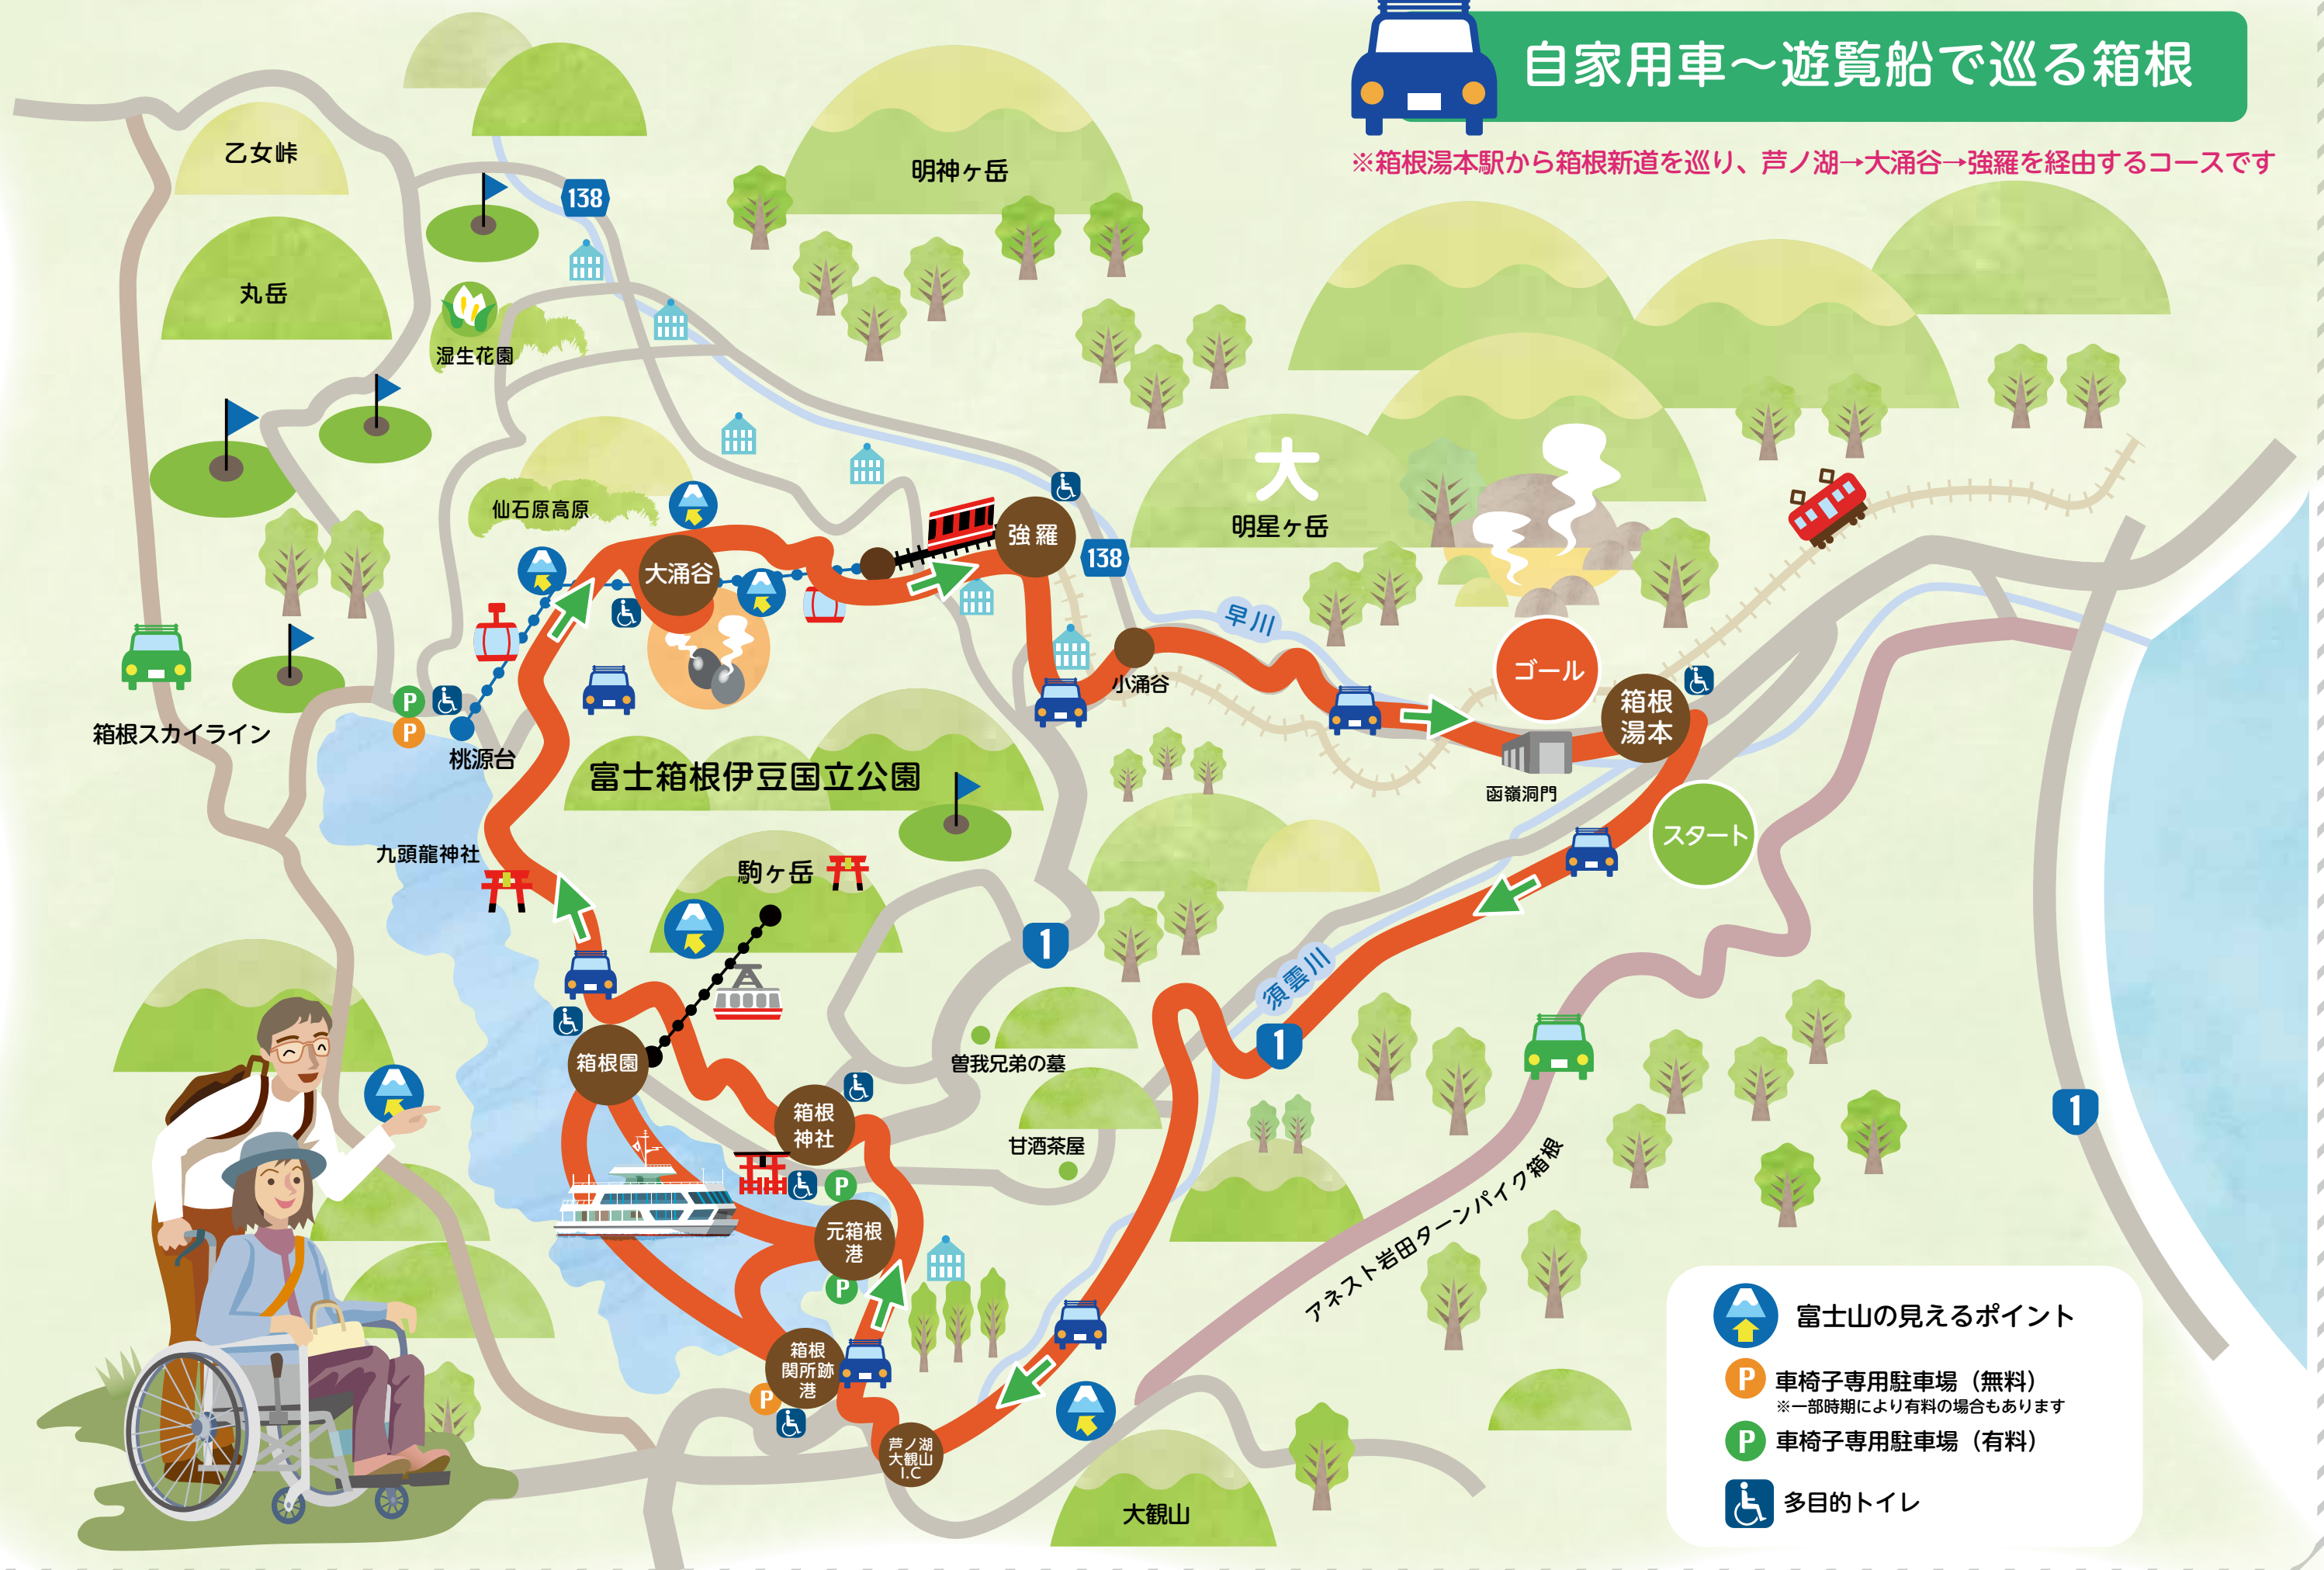 自家用車～遊覧船で巡る箱根
※箱根湯本駅から箱根新道を巡り、芦ノ湖→大涌谷→強羅を経由するコースです
乙女峠
138
明神ヶ岳
丸岳
湿生花園
大
明星ヶ岳
仙石原高原
強羅
138
大涌谷
早川
小涌谷
ゴール
箱根
湯本
箱根スカイライン
P
P
桃源台
富士箱根伊豆国立公園
函嶺洞門
スタート
九頭龍神社
駒ヶ岳
1
須雲川
1
曽我兄弟の墓
箱根園
箱根
神社
甘酒茶屋
1
P
元箱根
港
P
アネスト岩田ターンパイク箱根
箱根
関所跡
港
P
芦ノ湖
大観山
I.C
大観山
富士山の見えるポイント
P 車椅子専用駐車場（無料）
※一部時期により有料の場合もあります
P 車椅子専用駐車場（有料）
多目的トイレ